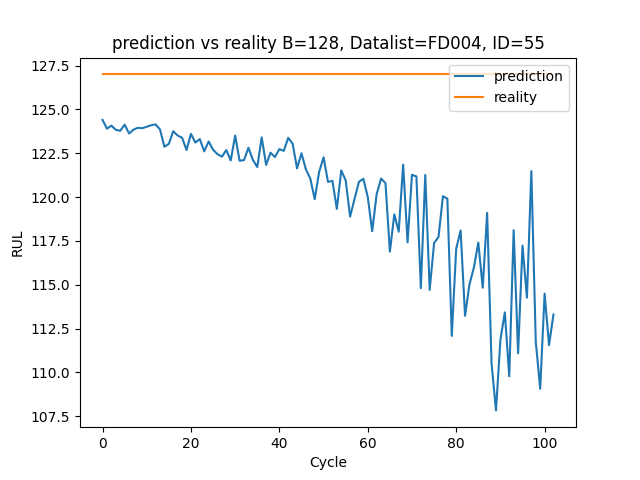 prediction vs reality B=128, Datalist=FD004, ID=55
127.5
125.0
122.5
120.0
117.5
115.0
112.5
110.0
107.5
RUL
prediction
reality
0 20 40 60 80 100
Cycle